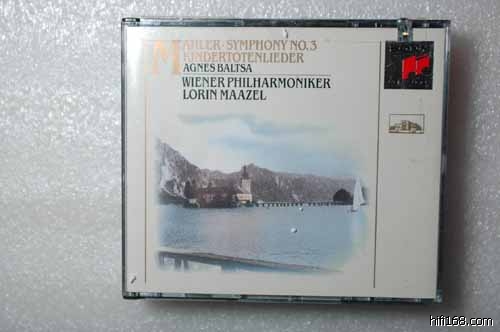 MAHLER · SYMPHONY NO. 3
KINDERTOTENLIEDER
AGNES BALTSA
WIENER PHILHARMONIKER
LORIN MAAZEL
hifi168.com